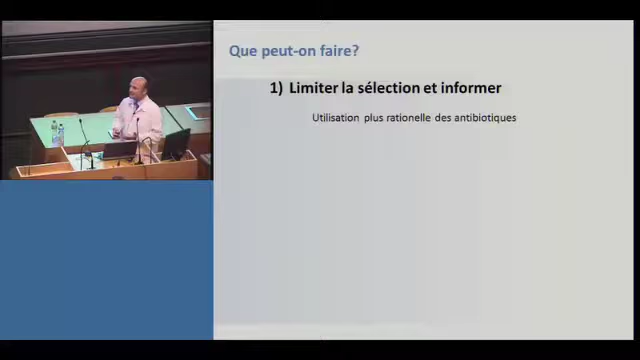 Que peut-on faire?
1) Limiter la sélection et informer
Utilisation plus rationelle des antibiotiques